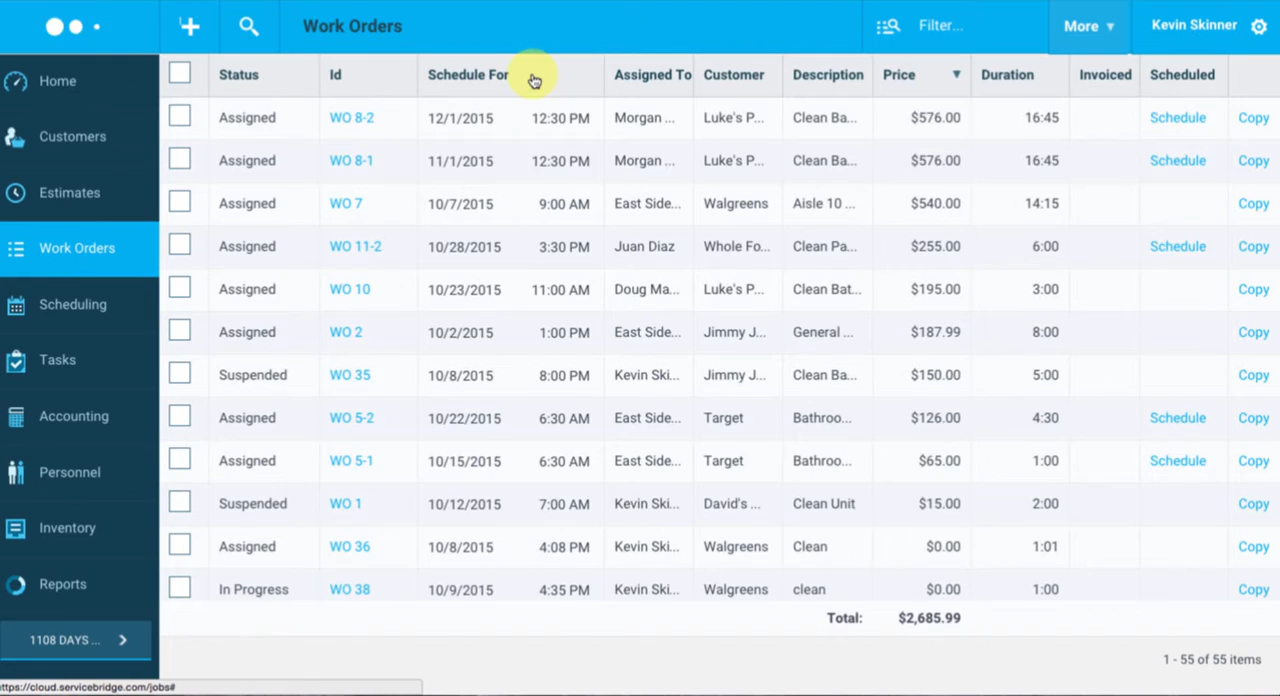 Work Orders Filter... More ▼ Kevin Skinner
Home
Customers
Estimates
Work Orders
Scheduling
Tasks
Accounting
Personnel
Inventory
Reports
1108 DAYS ...
Status Id Schedule For Assigned To Customer Description Price ▼ Duration Invoiced Scheduled
Assigned WO 8-2 12/1/2015 12:30 PM Morgan ... Luke's P... Clean Ba... $576.00 16:45 Schedule Copy
Assigned WO 8-1 11/1/2015 12:30 PM Morgan ... Luke's P... Clean Ba... $576.00 16:45 Schedule Copy
Assigned WO 7 10/7/2015 9:00 AM East Side... Walgreens Aisle 10 ... $540.00 14:15 Copy
Assigned WO 11-2 10/28/2015 3:30 PM Juan Diaz Whole Fo... Clean Pa... $255.00 6:00 Schedule Copy
Assigned WO 10 10/23/2015 11:00 AM Doug Ma... Luke's P... Clean Bat... $195.00 3:00 Copy
Assigned WO 2 10/2/2015 1:00 PM East Side... Jimmy J... General ... $187.99 8:00 Copy
Suspended WO 35 10/8/2015 8:00 PM Kevin Ski... Jimmy J... Clean Ba... $150.00 5:00 Copy
Assigned WO 5-2 10/22/2015 6:30 AM East Side... Target Bathroo... $126.00 4:30 Schedule Copy
Assigned WO 5-1 10/15/2015 6:30 AM East Side... Target Bathroo... $65.00 1:00 Schedule Copy
Suspended WO 1 10/12/2015 7:00 AM Kevin Ski... David's ... Clean Unit $15.00 2:00 Copy
Assigned WO 36 10/8/2015 4:08 PM Kevin Ski... Walgreens Clean $0.00 1:01 Copy
In Progress WO 38 10/9/2015 4:35 PM Kevin Ski... Walgreens clean $0.00 1:00 Copy
Total: $2,685.99
1 - 55 of 55 items
ttps://cloud.servicebridge.com/jobs#